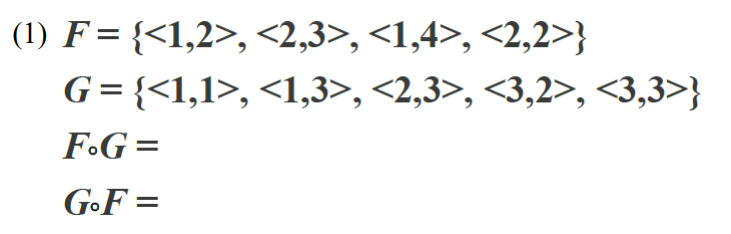 (1) F = {<1,2>, <2,3>, <1,4>, <2,2>}
G = {<1,1>, <1,3>, <2,3>, <3,2>, <3,3>}
F∘G =
G∘F =